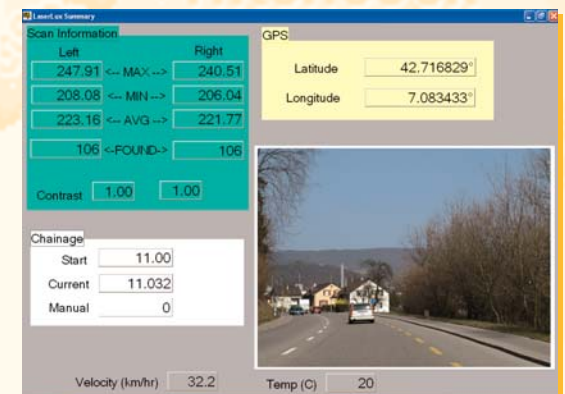 LaserLux Summary
Scan Information
Left Right
247.91 <-- MAX --> 240.51
208.08 <-- MIN --> 206.04
223.16 <-- AVG --> 221.77
106 <-FOUND-> 106
Contrast 1.00 1.00
GPS
Latitude 42.716829°
Longitude 7.083433°
Chainage
Start 11.00
Current 11.032
Manual 0
Velocity (km/hr) 32.2
Temp (C) 20